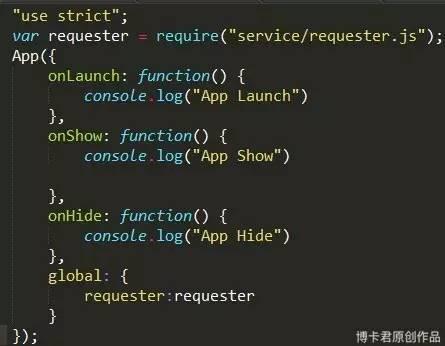 "use strict";
var requester = require("service/requester.js");
App({
    onLaunch: function() {
        console.log("App Launch")
    },
    onShow: function() {
        console.log("App Show")

    },
    onHide: function() {
        console.log("App Hide")
    },
    global: {
        requester:requester
    }
});
博卡君原创作品